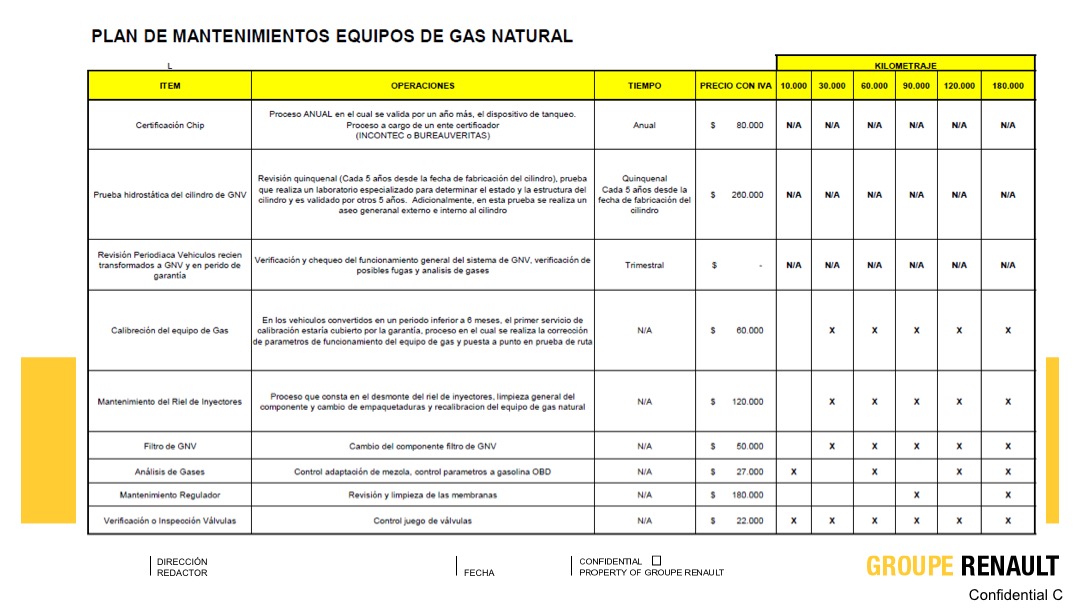 PLAN DE MANTENIMIENTOS EQUIPOS DE GAS NATURAL
L
KILOMETRAJE
ITEM OPERACIONES TIEMPO PRECIO CON IVA 10.000 30.000 60.000 90.000 120.000 180.000
Certificación Chip
Proceso ANUAL en el cual se valida por un año más, el dispositivo de tanqueo.
Proceso a cargo de un ente certificador
(INCONTEC o BUREAUVERITAS)
Anual
$ 80.000 N/A N/A N/A N/A N/A N/A
Prueba hidrostática del cilindro de GNV
Revisión quinquenal (Cada 5 años desde la fecha de fabricación del cilindro), prueba
que realiza un laboratorio especializado para determinar el estado y la estructura del
cilindro y es validado por otros 5 años. Adicionalmente, en esta prueba se realiza un
aseo generanal externo e interno al cilindro
Quinquenal
Cada 5 años desde la
fecha de fabricación del
cilindro
$ 260.000 N/A N/A N/A N/A N/A N/A
Revisión Periodiaca Vehiculos recien
transformados a GNV y en perido de
garantía
Verificación y chequeo del funcionamiento general del sistema de GNV, verificación de
posibles fugas y analisis de gases
Trimestral
$ - N/A N/A N/A N/A N/A N/A
Calibreción del equipo de Gas
En los vehiculos convertidos en un periodo inferior a 6 meses, el primer servicio de
calibración estaría cubierto por la garantía, proceso en el cual se realiza la corrección
de parametros de funcionamiento del equipo de gas y puesta a punto en prueba de ruta
N/A
$ 60.000 X X X X X
Mantenimiento del Riel de Inyectores
Proceso que consta en el desmonte del riel de inyectores, limpieza general del
componente y cambio de empaquetaduras y recalibracion del equipo de gas natural
N/A
$ 120.000 X X X X X
Filtro de GNV Cambio del componente filtro de GNV N/A $ 50.000 X X X X X
Análisis de Gases Control adaptación de mezcla, control parametros a gasolina OBD N/A $ 27.000 X X X X
Mantenimiento Regulador Revisión y limpieza de las membranas N/A $ 180.000 X X
Verificación o Inspección Válvulas Control juego de válvulas N/A $ 22.000 X X X X X X
DIRECCIÓN
REDACTOR
FECHA
CONFIDENTIAL
PROPERTY OF GROUPE RENAULT
GROUPE RENAULT
Confidential C